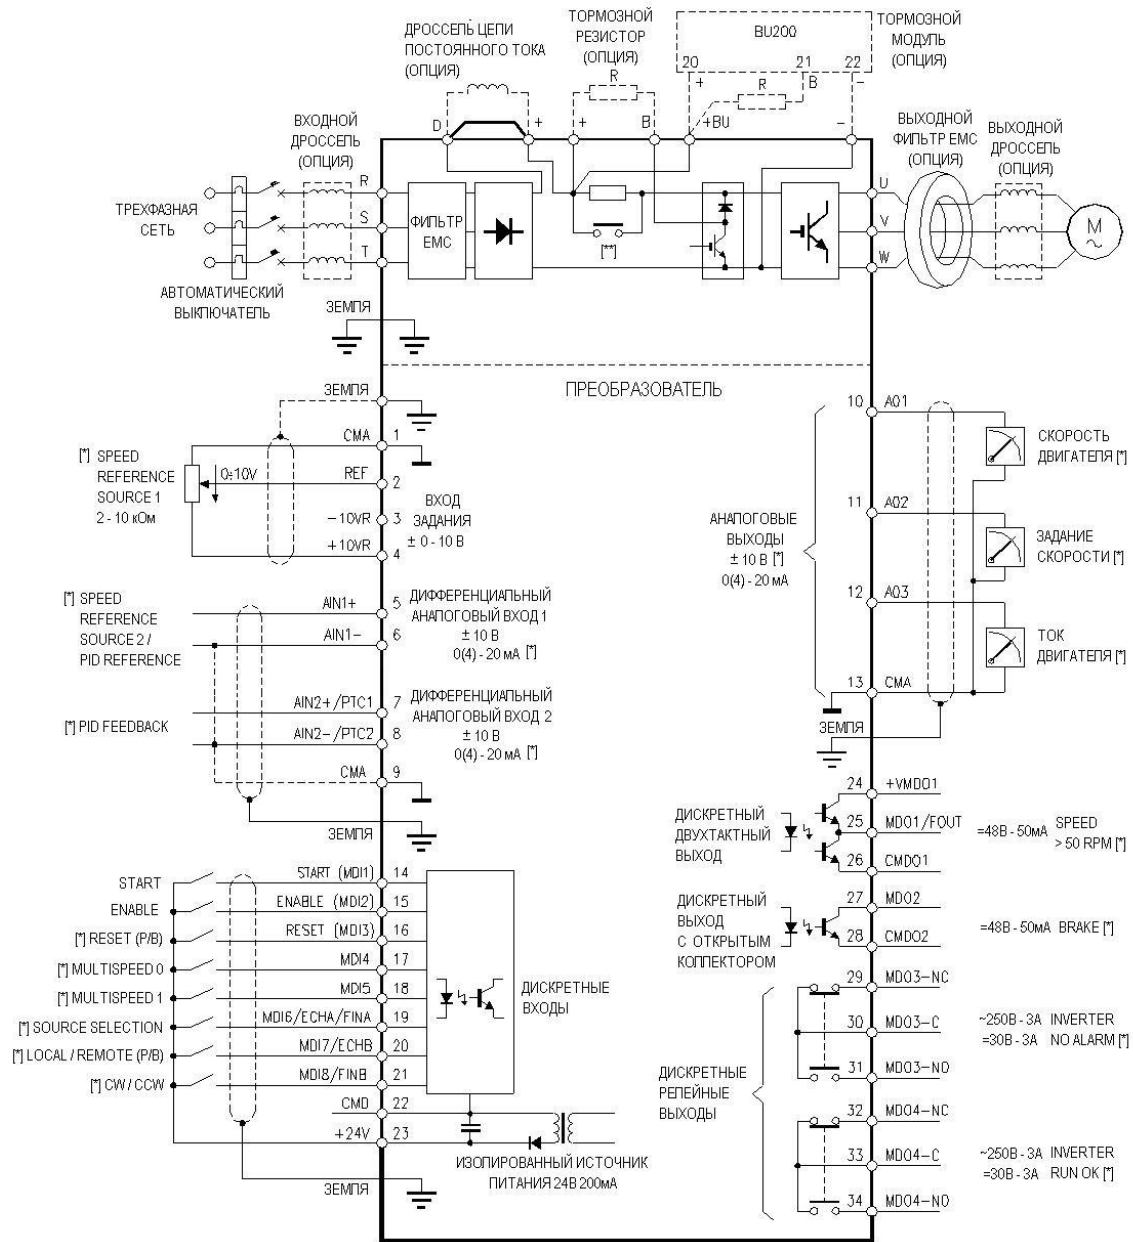 ДРОССЕЛЬ ЦЕПИ
ПОСТОЯННОГО ТОКА
(ОПЦИЯ)
ТОРМОЗНОЙ
РЕЗИСТОР
(ОПЦИЯ)
R
BU200
20
21
22
ТОРМОЗНОЙ
МОДУЛЬ
(ОПЦИЯ)
+
R
B
−
D
+
+
B
+BU
−
ВХОДНОЙ
ДРОССЕЛЬ
(ОПЦИЯ)
ВЫХОДНОЙ
ФИЛЬТР EMC
(ОПЦИЯ)
ВЫХОДНОЙ
ДРОССЕЛЬ
(ОПЦИЯ)
ТРЕХФАЗНАЯ
СЕТЬ
R
S
T
ФИЛЬТР
EMC
[**]
U
V
W
M
~
АВТОМАТИЧЕСКИЙ
ВЫКЛЮЧАТЕЛЬ
ЗЕМЛЯ
ПРЕОБРАЗОВАТЕЛЬ
ЗЕМЛЯ
[*] SPEED
REFERENCE
SOURCE 1
2 - 10 кОм
0÷10V
CMA 1
REF 2
−10VR 3
+10VR 4
ВХОД
ЗАДАНИЯ
± 0 - 10 В
[*] SPEED
REFERENCE
SOURCE 2 /
PID REFERENCE
AIN1+ 5
AIN1− 6
ДИФФЕРЕНЦИАЛЬНЫЙ
АНАЛОГОВЫЙ ВХОД 1
± 10 В
0(4) - 20 мА [*]
[*] PID FEEDBACK
AIN2+/PTC1 7
AIN2−/PTC2 8
ДИФФЕРЕНЦИАЛЬНЫЙ
АНАЛОГОВЫЙ ВХОД 2
± 10 В
0(4) - 20 мА [*]
CMA 9
ЗЕМЛЯ
START START (MDI1) 14
ENABLE ENABLE (MDI2) 15
[*] RESET (P/B) RESET (MDI3) 16
[*] MULTISPEED 0 MDI4 17
[*] MULTISPEED 1 MDI5 18
[*] SOURCE SELECTION MDI6/ECHA/FINA 19
[*] LOCAL / REMOTE (P/B) MDI7/ECHB 20
[*] CW / CCW MDI8/FINB 21
CMD 22
+24V 23
ДИСКРЕТНЫЕ
ВХОДЫ
ИЗОЛИРОВАННЫЙ ИСТОЧНИК
ПИТАНИЯ 24В 200мА
ЗЕМЛЯ
АНАЛОГОВЫЕ
ВЫХОДЫ
± 10 В [*]
0(4) - 20 мА
10 AO1
СКОРОСТЬ
ДВИГАТЕЛЯ [*]
11 AO2
ЗАДАНИЕ
СКОРОСТИ [*]
12 AO3
ТОК
ДВИГАТЕЛЯ [*]
13 CMA
ЗЕМЛЯ
ДИСКРЕТНЫЙ
ДВУХТАКТНЫЙ
ВЫХОД
24 +VMDO1
25 MDO1/FOUT
26 CMDO1
=48В - 50мА SPEED
> 50 RPM [*]
ДИСКРЕТНЫЙ
ВЫХОД
С ОТКРЫТЫМ
КОЛЛЕКТОРОМ
27 MDO2
28 CMDO2
=48В - 50мА BRAKE [*]
ДИСКРЕТНЫЕ
РЕЛЕЙНЫЕ
ВЫХОДЫ
29 MDO3-NC
30 MDO3-C
31 MDO3-NO
~250В - 3А INVERTER
=30В - 3А NO ALARM [*]
32 MDO4-NC
33 MDO4-C
34 MDO4-NO
~250В - 3А INVERTER
=30В - 3А RUN OK [*]